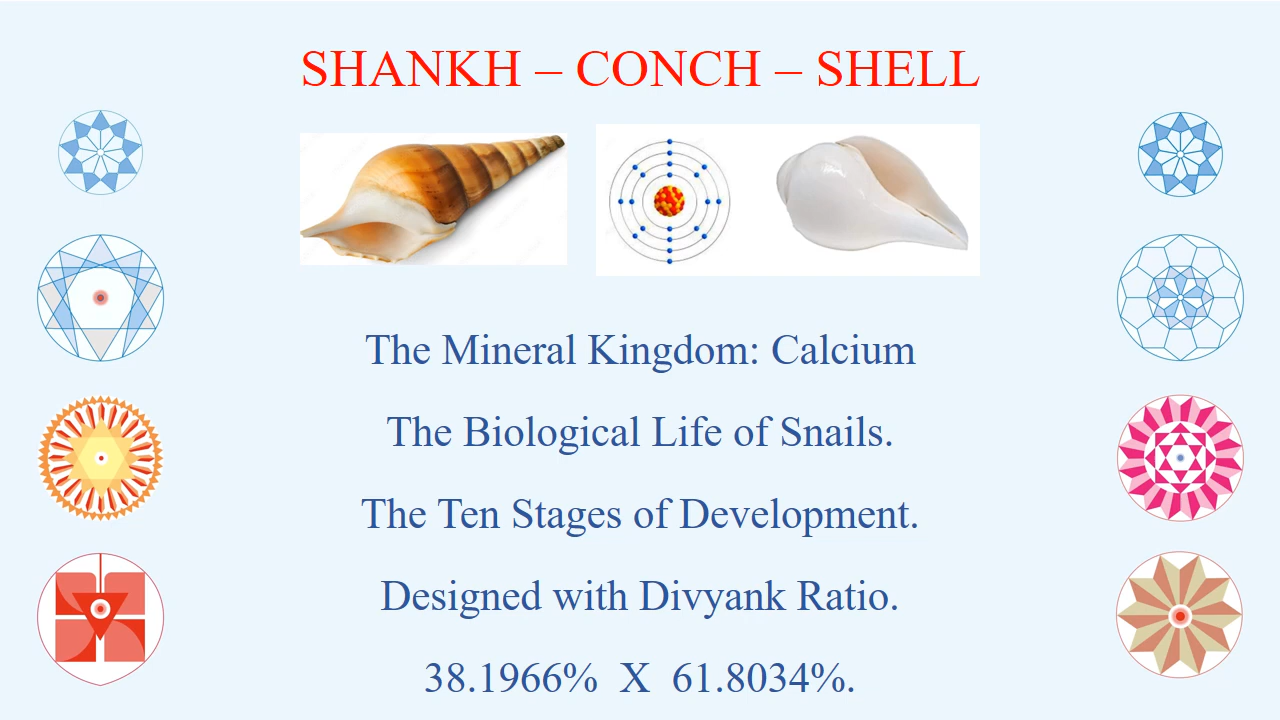 SHANKH – CONCH – SHELL
The Mineral Kingdom: Calcium
The Biological Life of Snails.
The Ten Stages of Development.
Designed with Divyank Ratio.
38.1966% X 61.8034%.